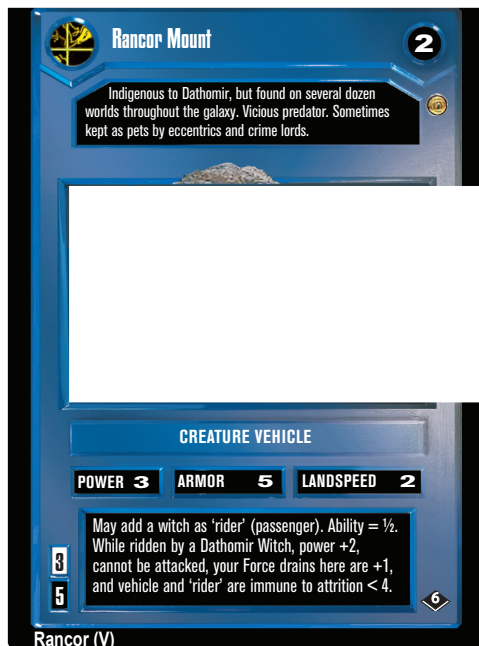 Rancor Mount
2
Indigenous to Dathomir, but found on several dozen
worlds throughout the galaxy. Vicious predator. Sometimes
kept as pets by eccentrics and crime lords.
CREATURE VEHICLE
POWER 3 ARMOR 5 LANDSPEED 2
May add a witch as ‘rider’ (passenger). Ability = ½.
While ridden by a Dathomir Witch, power +2,
cannot be attacked, your Force drains here are +1,
and vehicle and ‘rider’ are immune to attrition < 4.
3
5
6
Rancor (V)